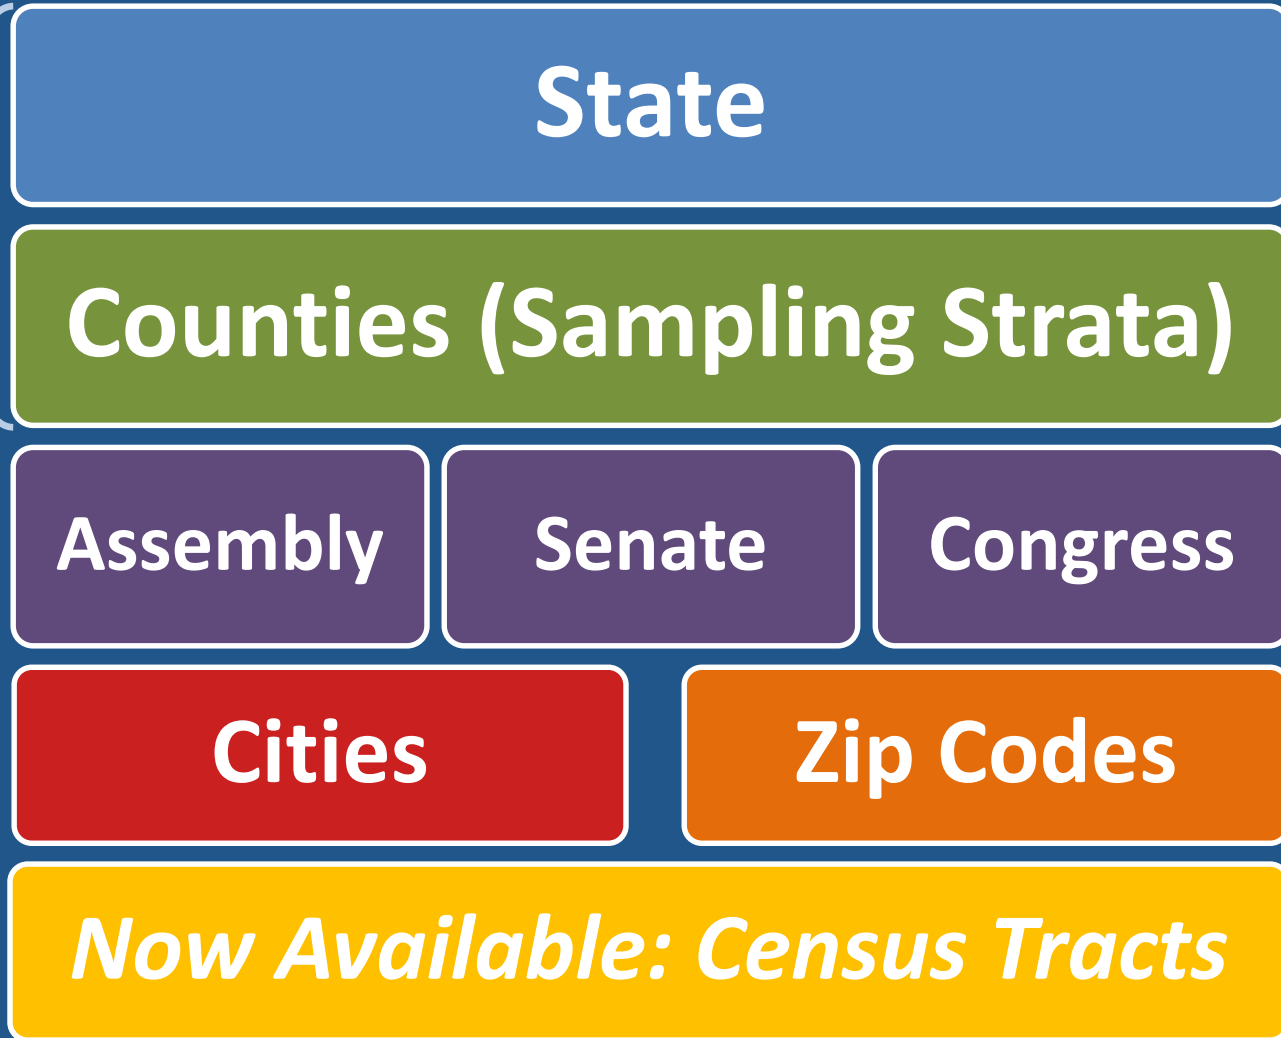 State
Counties (Sampling Strata)
Assembly
Senate
Congress
Cities
Zip Codes
Now Available: Census Tracts